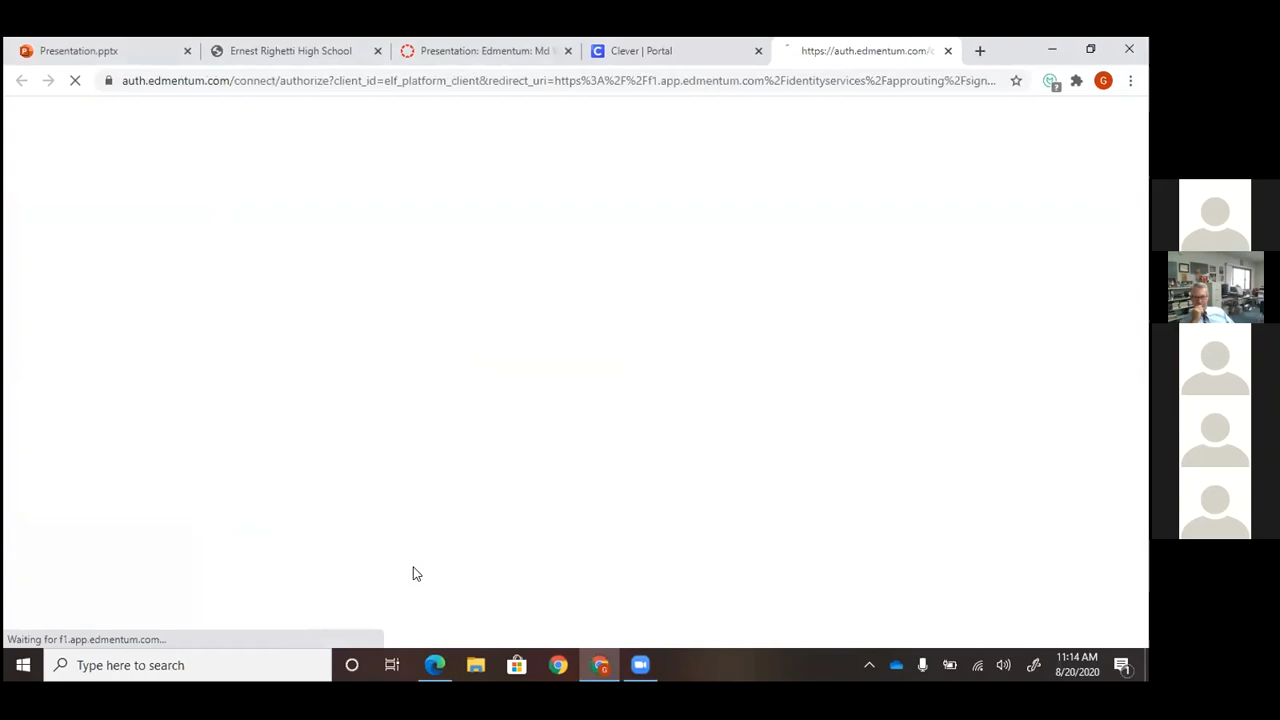 Presentation.pptx
Ernest Righetti High School
Presentation: Edmentum: Md V
Clever | Portal
https://auth.edmentum.com/c
auth.edmentum.com/connect/authorize?client_id=elf_platform_client&redirect_uri=https%3A%2F%2Ff1.app.edmentum.com%2Fidentityservices%2Fapprouting%2Fsign...
G
Waiting for f1.app.edmentum.com...
Type here to search
11:14 AM
8/20/2020
1